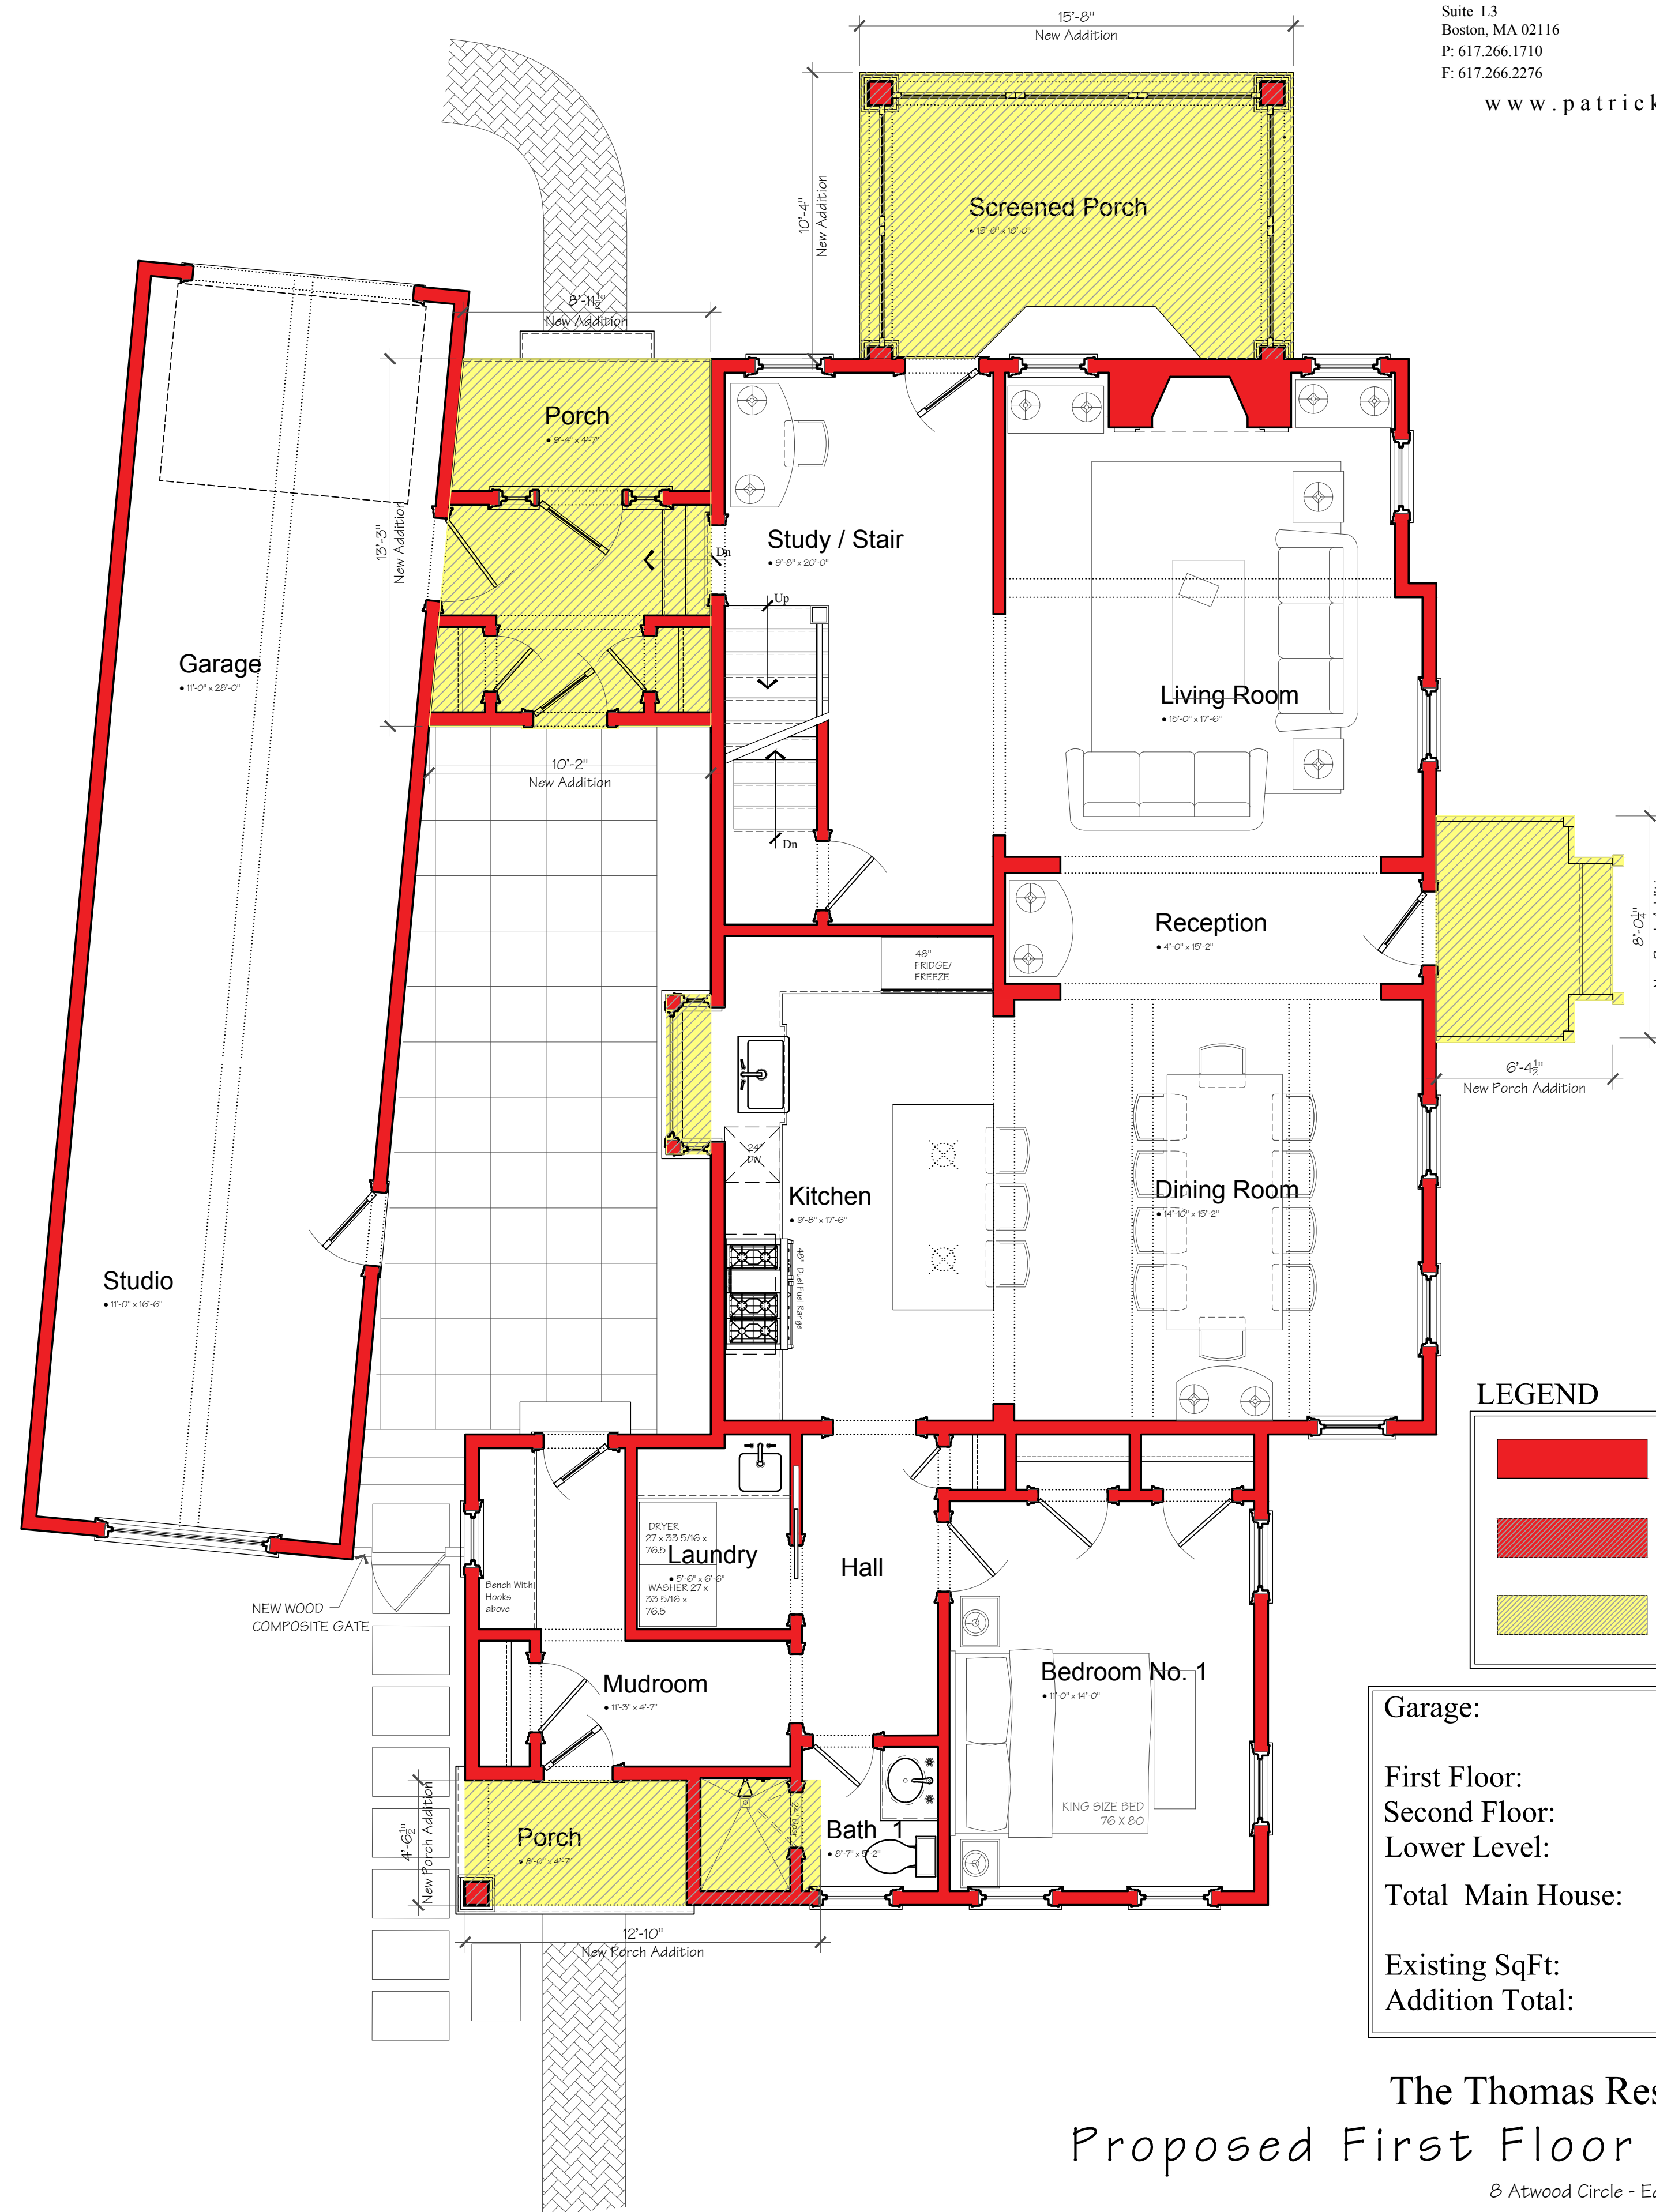 Suite L3
Boston, MA 02116
P: 617.266.1710
F: 617.266.2276
www.patrick
15'-8"
New Addition
10'-4"
New Addition
Screened Porch
15'-0" x 10'-0"
8'-11½"
New Addition
Porch
9'-4" x 4'-7"
13'-3"
New Addition
Study / Stair
9'-8" x 20'-0"
Dn
Up
Dn
Garage
11'-0" x 28'-0"
Living Room
15'-0" x 17'-6"
10'-2"
New Addition
Reception
4'-0" x 15'-2"
8'-0¼"
6'-4½"
New Porch Addition
48"
FRIDGE/
FREEZE
24"
DW
Kitchen
9'-8" x 17'-6"
48" Duel Fuel Range
Dining Room
14'-10" x 15'-2"
Studio
11'-0" x 16'-6"
LEGEND
DRYER
27 x 33 5/16 x
76.5
Laundry
5'-6" x 6'-6"
WASHER 27 x
33 5/16 x
76.5
Hall
Bench With
Hooks
above
NEW WOOD
COMPOSITE GATE
Mudroom
11'-3" x 4'-7"
Bedroom No. 1
11'-0" x 14'-0"
KING SIZE BED
76 X 80
4'-6½"
New Porch Addition
Porch
8'-0" x 4'-7"
Bath 1
8'-7" x 5'-2"
12'-10"
New Porch Addition
Garage:
First Floor:
Second Floor:
Lower Level:
Total Main House:
Existing SqFt:
Addition Total:
The Thomas Res
Proposed First Floor
8 Atwood Circle - Ed